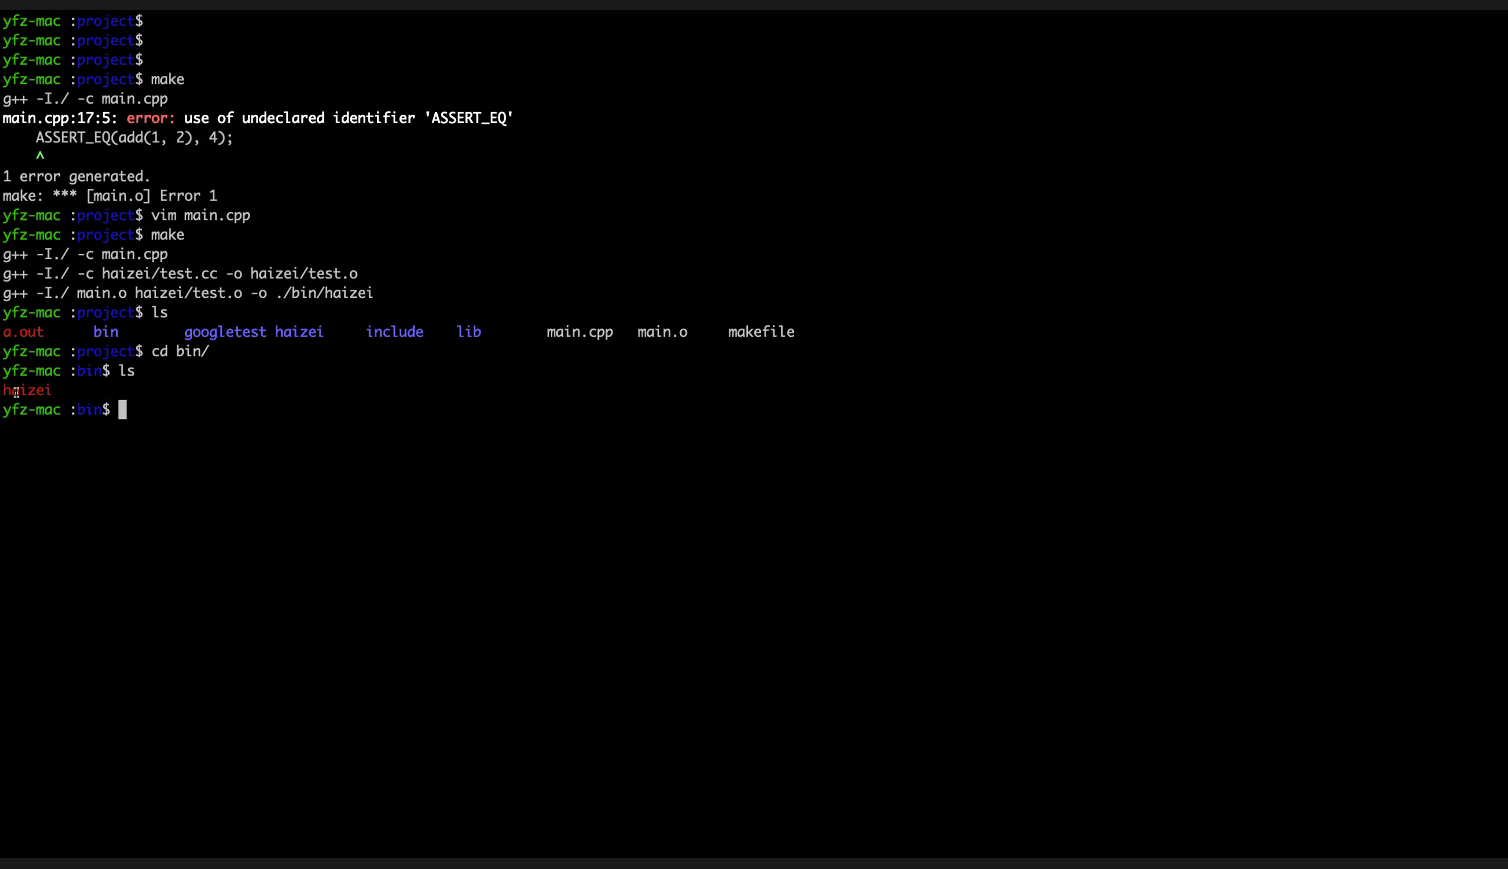 yfz-mac :project$
yfz-mac :project$
yfz-mac :project$
yfz-mac :project$ make
g++ -I./ -c main.cpp
main.cpp:17:5: error: use of undeclared identifier 'ASSERT_EQ'
    ASSERT_EQ(add(1, 2), 4);
    ^
1 error generated.
make: *** [main.o] Error 1
yfz-mac :project$ vim main.cpp
yfz-mac :project$ make
g++ -I./ -c main.cpp
g++ -I./ -c haizei/test.cc -o haizei/test.o
g++ -I./ main.o haizei/test.o -o ./bin/haizei
yfz-mac :project$ ls
a.out      bin        googletest haizei     include    lib        main.cpp   main.o     makefile
yfz-mac :project$ cd bin/
yfz-mac :bin$ ls
haizei
yfz-mac :bin$